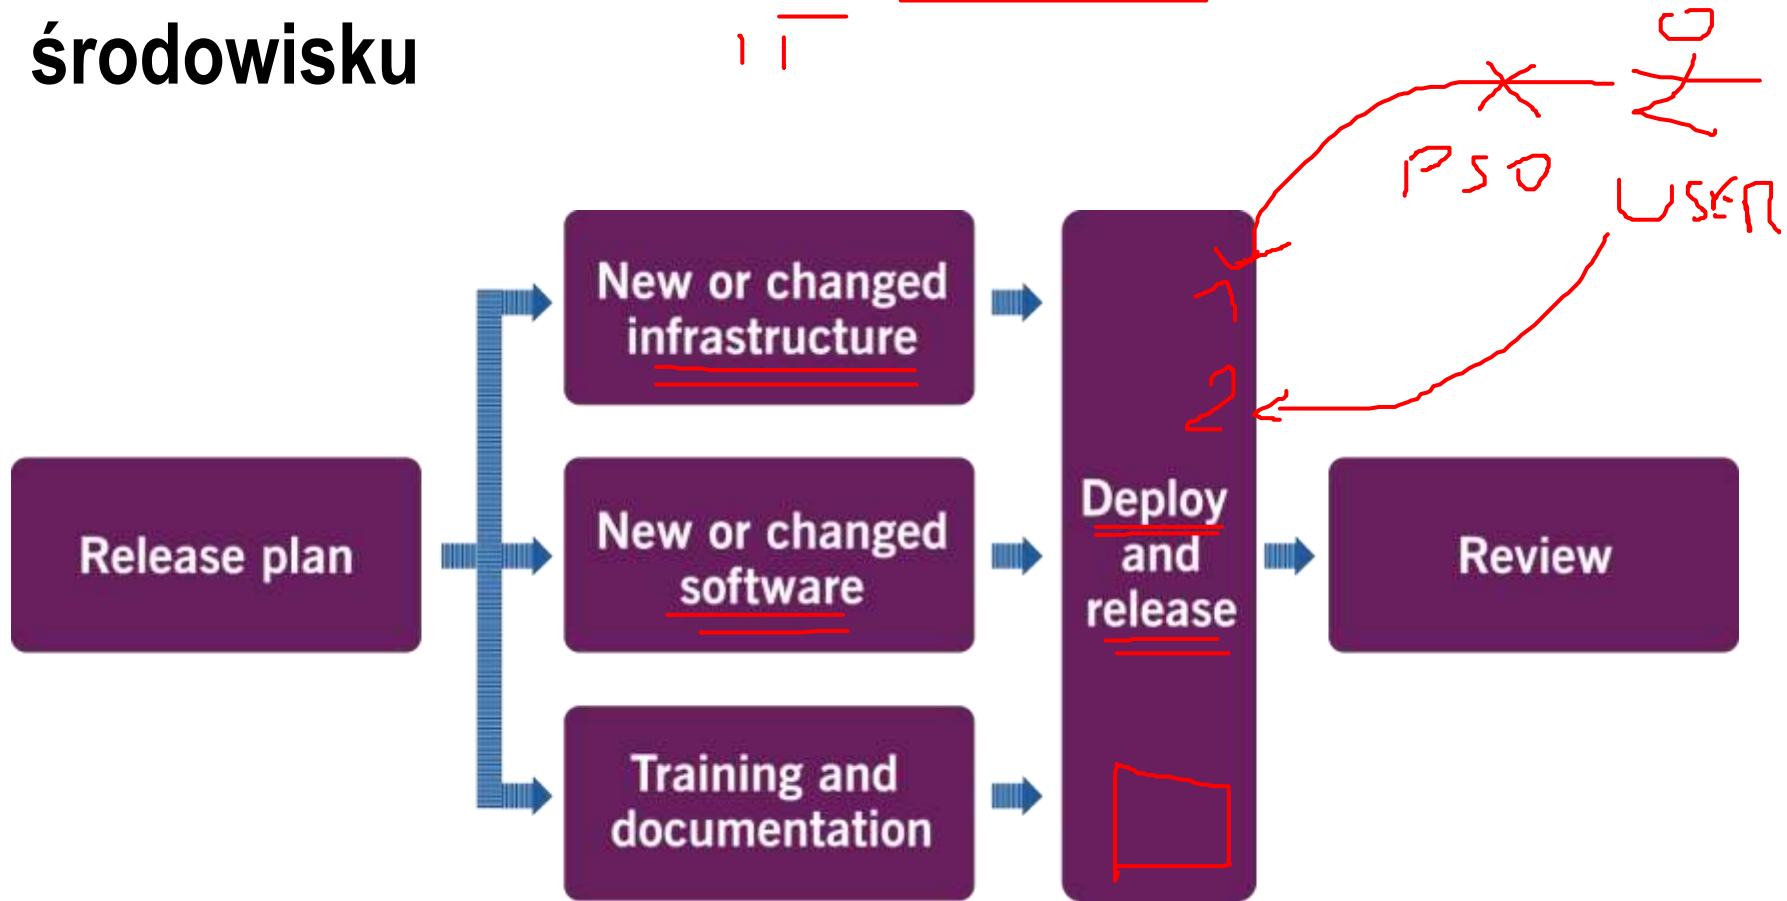 środowisku
PSO
USER
New or changed
infrastructure
1
2
Release plan
New or changed
software
Deploy
and
release
Review
Training and
documentation